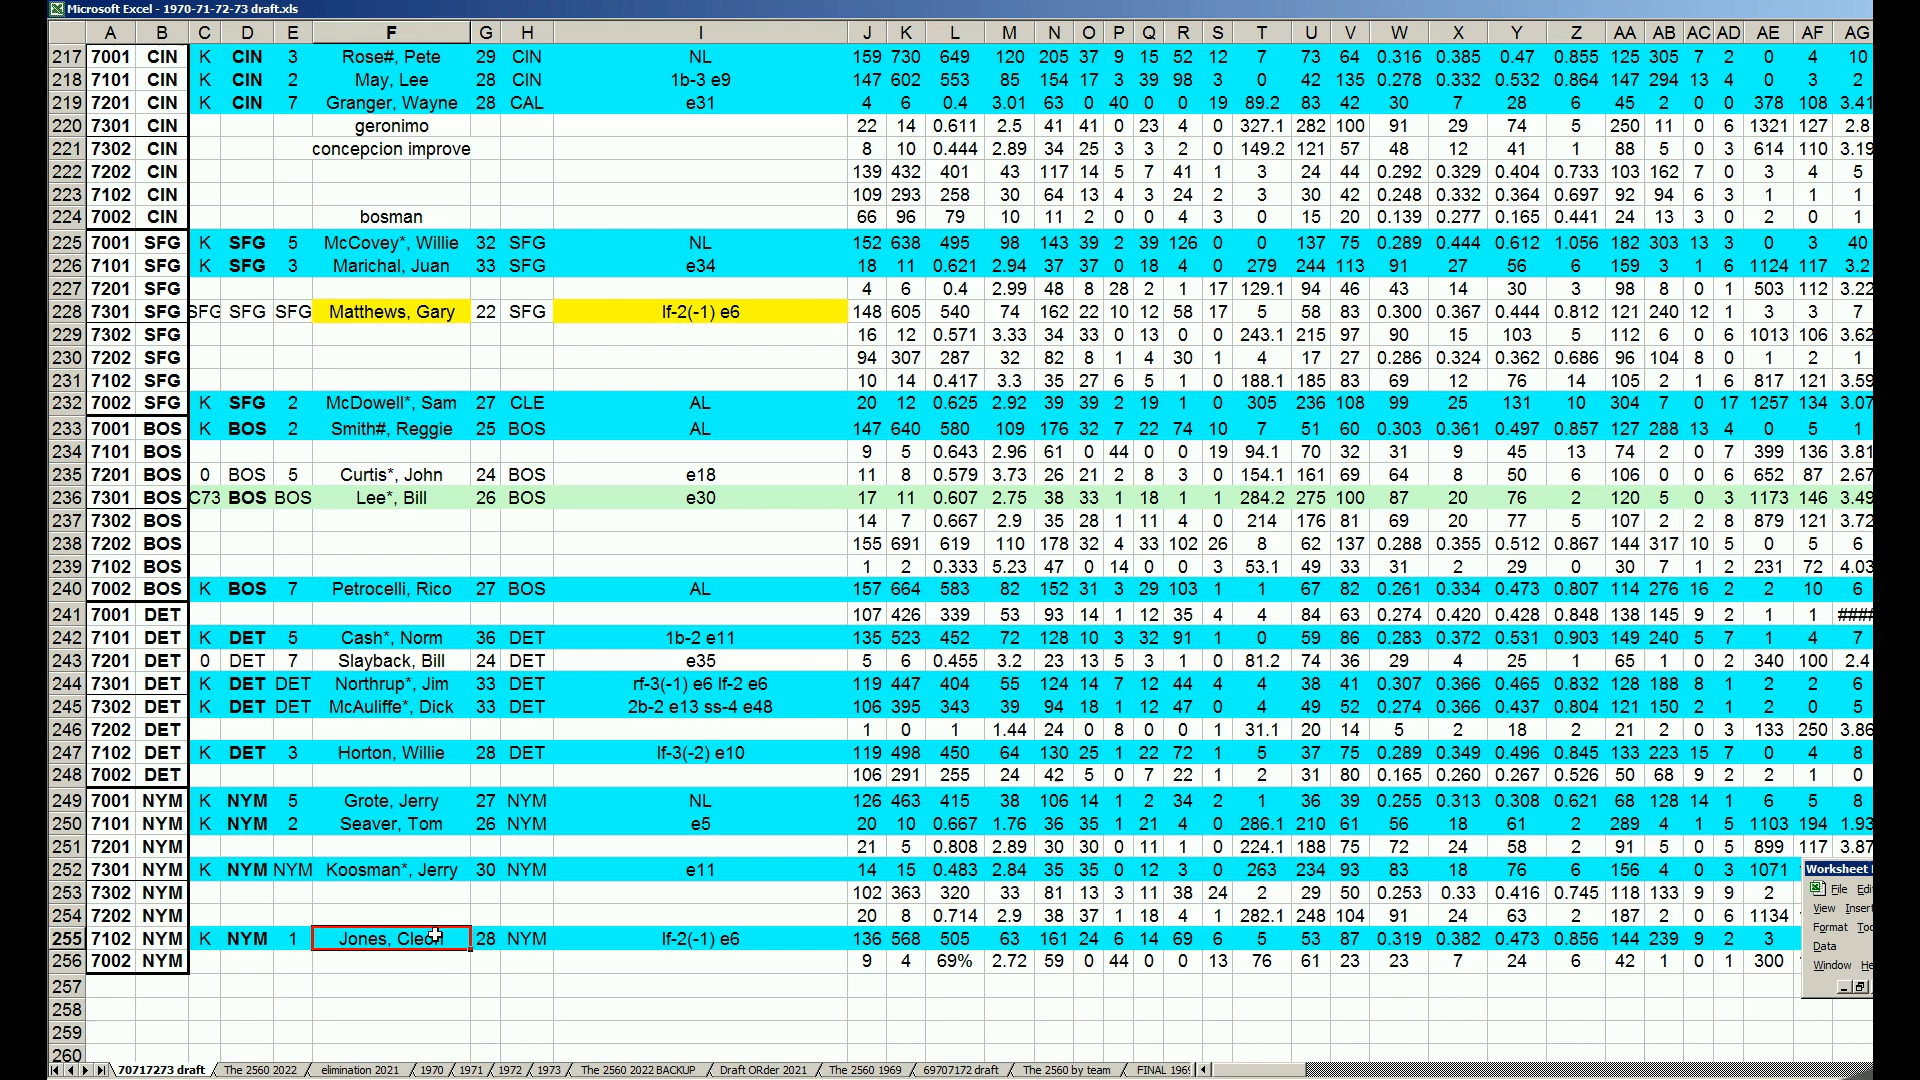 Microsoft Excel - 1970-71-72-73 draft.xls
A B C D E F G H I J K L M N O P Q R S T U V W X Y Z AA AB AC AD AE AF AG
217 7001 CIN K CIN 3 Rose#, Pete 29 CIN NL 159 730 649 120 205 37 9 15 52 12 7 73 64 0.316 0.385 0.47 0.855 125 305 7 2 0 4 10
218 7101 CIN K CIN 2 May, Lee 28 CIN 1b-3 e9 147 602 553 85 154 17 3 39 98 3 0 42 135 0.278 0.332 0.532 0.864 147 294 13 4 0 3 2
219 7201 CIN K CIN 7 Granger, Wayne 28 CAL e31 4 6 0.4 3.01 63 0 40 0 0 19 89.2 83 42 30 7 28 6 45 2 0 0 378 108 3.41
220 7301 CIN geronimo 22 14 0.611 2.5 41 41 0 23 4 0 327.1 282 100 91 29 74 5 250 11 0 6 1321 127 2.8
221 7302 CIN concepcion improve 8 10 0.444 2.89 34 25 3 3 2 0 149.2 121 57 48 12 41 1 88 5 0 3 614 110 3.19
222 7202 CIN 139 432 401 43 117 14 5 7 41 1 3 24 44 0.292 0.329 0.404 0.733 103 162 7 0 3 4 5
223 7102 CIN 109 293 258 30 64 13 4 3 24 2 3 30 42 0.248 0.332 0.364 0.697 92 94 6 3 1 1 1
224 7002 CIN bosman 66 96 79 10 11 2 0 0 4 3 0 15 20 0.139 0.277 0.165 0.441 24 13 3 0 2 0 1
225 7001 SFG K SFG 5 McCovey*, Willie 32 SFG NL 152 638 495 98 143 39 2 39 126 0 0 137 75 0.289 0.444 0.612 1.056 182 303 13 3 0 3 40
226 7101 SFG K SFG 3 Marichal, Juan 33 SFG e34 18 11 0.621 2.94 37 37 0 18 4 0 279 244 113 91 27 56 6 159 3 1 6 1124 117 3.2
227 7201 SFG 4 6 0.4 2.99 48 8 28 2 1 17 129.1 94 46 43 14 30 3 98 8 0 1 503 112 3.22
228 7301 SFG SFG SFG SFG Matthews, Gary 22 SFG lf-2(-1) e6 148 605 540 74 162 22 10 12 58 17 5 58 83 0.300 0.367 0.444 0.812 121 240 12 1 3 3 7
229 7302 SFG 16 12 0.571 3.33 34 33 0 13 0 0 243.1 215 97 90 15 103 5 112 6 0 6 1013 106 3.62
230 7202 SFG 94 307 287 32 82 8 1 4 30 1 4 17 27 0.286 0.324 0.362 0.686 96 104 8 0 1 2 1
231 7102 SFG 10 14 0.417 3.3 35 27 6 5 1 0 188.1 185 83 69 12 76 14 105 2 1 6 817 121 3.59
232 7002 SFG K SFG 2 McDowell*, Sam 27 CLE AL 20 12 0.625 2.92 39 39 2 19 1 0 305 236 108 99 25 131 10 304 7 0 17 1257 134 3.07
233 7001 BOS K BOS 2 Smith#, Reggie 25 BOS AL 147 640 580 109 176 32 7 22 74 10 7 51 60 0.303 0.361 0.497 0.857 127 288 13 4 0 5 1
234 7101 BOS 9 5 0.643 2.96 61 0 44 0 0 19 94.1 70 32 31 9 45 13 74 2 0 7 399 136 3.81
235 7201 BOS 0 BOS 5 Curtis*, John 24 BOS e18 11 8 0.579 3.73 26 21 2 8 3 0 154.1 161 69 64 8 50 6 106 0 0 6 652 87 2.67
236 7301 BOS C73 BOS BOS Lee*, Bill 26 BOS e30 17 11 0.607 2.75 38 33 1 18 1 1 284.2 275 100 87 20 76 2 120 5 0 3 1173 146 3.49
237 7302 BOS 14 7 0.667 2.9 35 28 1 11 4 0 214 176 81 69 20 77 5 107 2 2 8 879 121 3.72
238 7202 BOS 155 691 619 110 178 32 4 33 102 26 8 62 137 0.288 0.355 0.512 0.867 144 317 10 5 0 5 6
239 7102 BOS 1 2 0.333 5.23 47 0 14 0 0 3 53.1 49 33 31 2 29 0 30 7 1 2 231 72 4.03
240 7002 BOS K BOS 7 Petrocelli, Rico 27 BOS AL 157 664 583 82 152 31 3 29 103 1 1 67 82 0.261 0.334 0.473 0.807 114 276 16 2 2 10 6
241 7001 DET 107 426 339 53 93 14 1 12 35 4 4 84 63 0.274 0.420 0.428 0.848 138 145 9 2 1 1 ####
242 7101 DET K DET 5 Cash*, Norm 36 DET 1b-2 e11 135 523 452 72 128 10 3 32 91 1 0 59 86 0.283 0.372 0.531 0.903 149 240 5 7 1 4 7
243 7201 DET 0 DET 7 Slayback, Bill 24 DET e35 5 6 0.455 3.2 23 13 5 3 1 0 81.2 74 36 29 4 25 1 65 1 0 2 340 100 2.4
244 7301 DET K DET DET Northrup*, Jim 33 DET rf-3(-1) e6 lf-2 e6 119 447 404 55 124 14 7 12 44 4 4 38 41 0.307 0.366 0.465 0.832 128 188 8 1 2 2 6
245 7302 DET K DET DET McAuliffe*, Dick 33 DET 2b-2 e13 ss-4 e48 106 395 343 39 94 18 1 12 47 0 4 49 52 0.274 0.366 0.437 0.804 121 150 2 1 2 0 5
246 7202 DET 1 0 1 1.44 24 0 8 0 0 1 31.1 20 14 5 2 18 2 21 2 0 3 133 250 3.86
247 7102 DET K DET 3 Horton, Willie 28 DET lf-3(-2) e10 119 498 450 64 130 25 1 22 72 1 5 37 75 0.289 0.349 0.496 0.845 133 223 15 7 0 4 8
248 7002 DET 106 291 255 24 42 5 0 7 22 1 2 31 80 0.165 0.260 0.267 0.526 50 68 9 2 2 1 0
249 7001 NYM K NYM 5 Grote, Jerry 27 NYM NL 126 463 415 38 106 14 1 2 34 2 1 36 39 0.255 0.313 0.308 0.621 68 128 14 1 6 5 8
250 7101 NYM K NYM 2 Seaver, Tom 26 NYM e5 20 10 0.667 1.76 36 35 1 21 4 0 286.1 210 61 56 18 61 2 289 4 1 5 1103 194 1.93
251 7201 NYM 21 5 0.808 2.89 30 30 0 11 1 0 224.1 188 75 72 24 58 2 91 5 0 5 899 117 3.87
252 7301 NYM K NYM NYM Koosman*, Jerry 30 NYM e11 14 15 0.483 2.84 35 35 0 12 3 0 263 234 93 83 18 76 6 156 4 0 3 1071
253 7302 NYM 102 363 320 33 81 13 3 11 38 24 2 29 50 0.253 0.33 0.416 0.745 118 133 9 9 2
254 7202 NYM 20 8 0.714 2.9 38 37 1 18 4 1 282.1 248 104 91 24 63 2 187 2 0 6 1134
255 7102 NYM K NYM 1 Jones, Cleon 28 NYM lf-2(-1) e6 136 568 505 63 161 24 6 14 69 6 5 53 87 0.319 0.382 0.473 0.856 144 239 9 2 3
256 7002 NYM 9 4 69% 2.72 59 0 44 0 0 13 76 61 23 23 7 24 6 42 1 0 1 300
257
258
259
260
Worksheet
File Edi
View Inser
Format Too
Data
Window He
70717273 draft The 2560 2022 elimination 2021 1970 1971 1972 1973 The 2560 2022 BACKUP Draft ORder 2021 The 2560 1969 69707172 draft The 2560 by team FINAL 1969